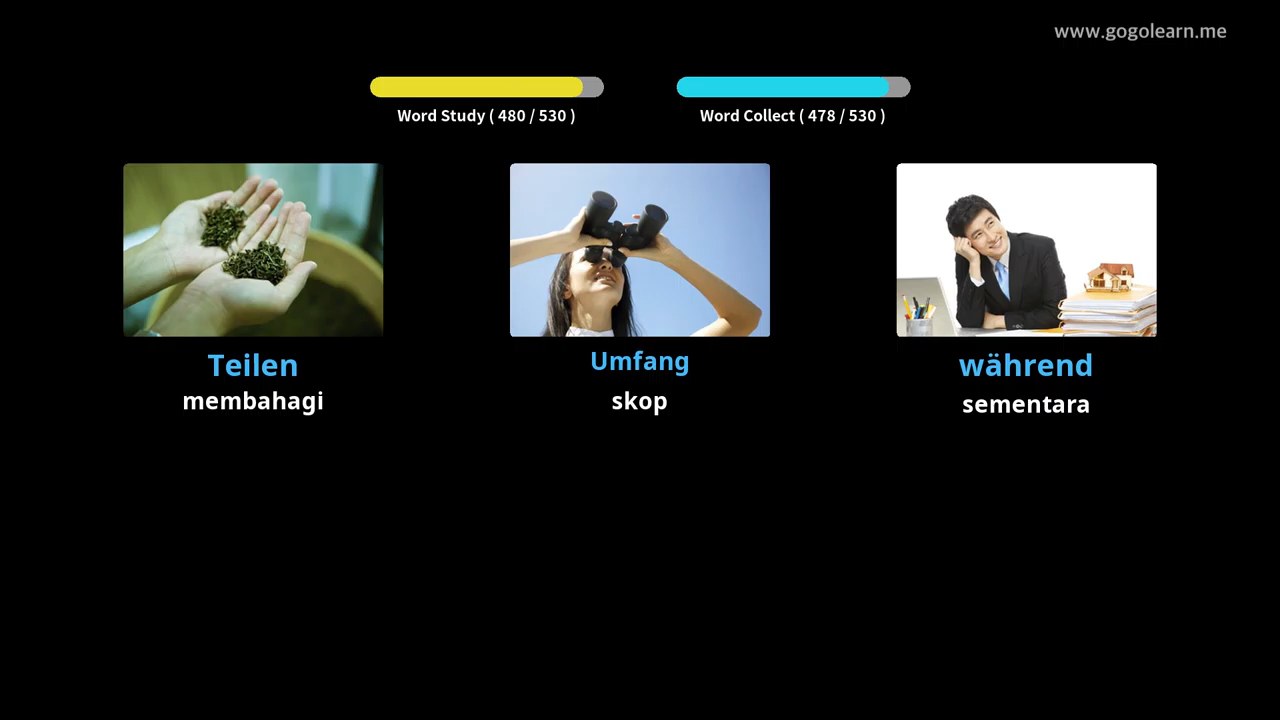 www.gogolearn.me
Word Study ( 480 / 530 )
Word Collect ( 478 / 530 )
Teilen
membahagi
Umfang
skop
während
sementara